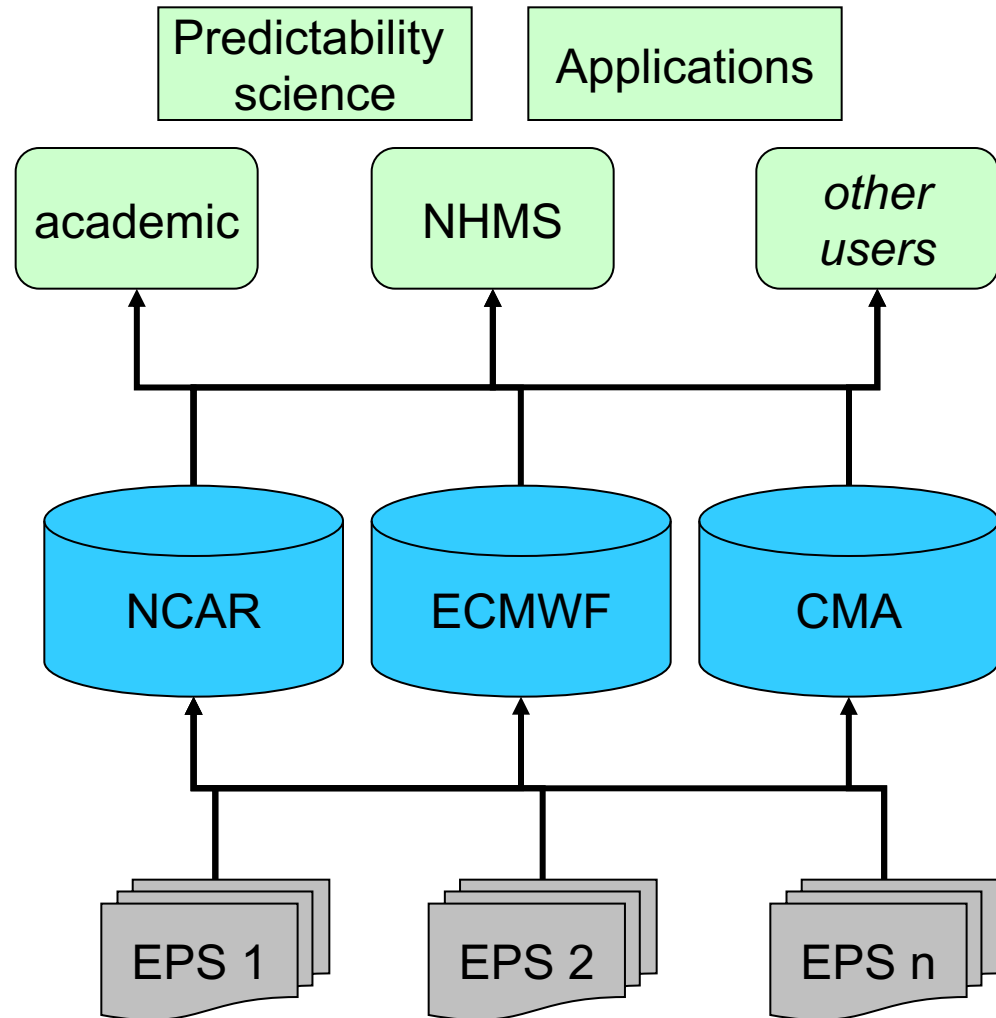 Predictability
science
Applications
academic
NHMS
other
users
NCAR
ECMWF
CMA
EPS 1
EPS 2
EPS n